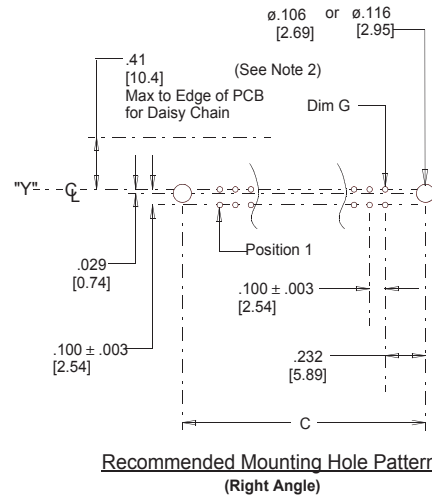 ø.106 or ø.116
[2.69] [2.95]
.41
[10.4]
Max to Edge of PCB
for Daisy Chain
(See Note 2)
Dim G
"Y" ℄
Position 1
.029
[0.74]
.100 ± .003
[2.54]
.100 ± .003
[2.54]
.232
[5.89]
C
Recommended Mounting Hole Pattern
(Right Angle)